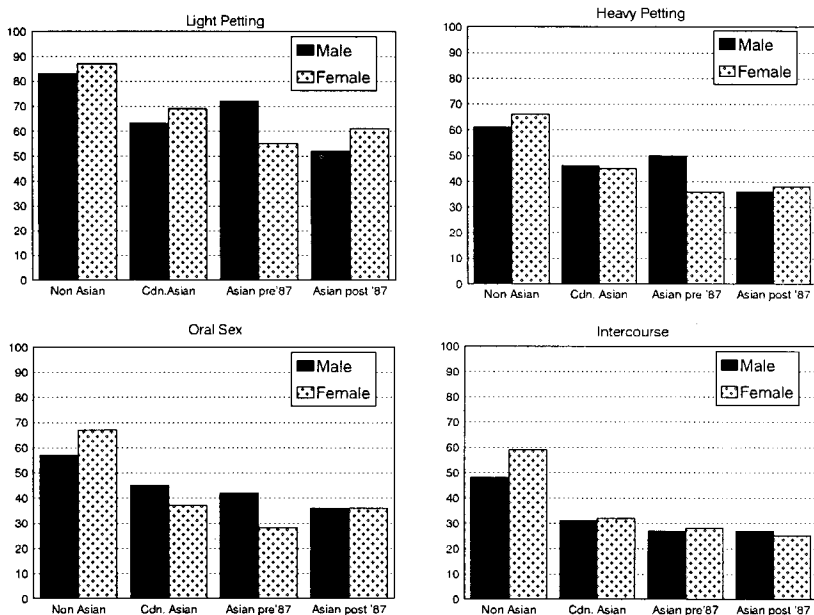 Light Petting
100
90
80
70
60
50
40
30
20
10
0
Male
Female
Non Asian
Cdn.Asian
Asian pre'87
Asian post '87
Heavy Petting
100
90
80
70
60
50
40
30
20
10
0
Male
Female
Non Asian
Cdn. Asian
Asian pre'87
Asian post '87
Oral Sex
100
90
80
70
60
50
40
30
20
10
0
Male
Female
Non Asian
Cdn. Asian
Asian pre'87
Asian post '87
Intercourse
100
90
80
70
60
50
40
30
20
10
0
Male
Female
Non Asian
Cdn. Asian
Asian pre '87
Asian post '87